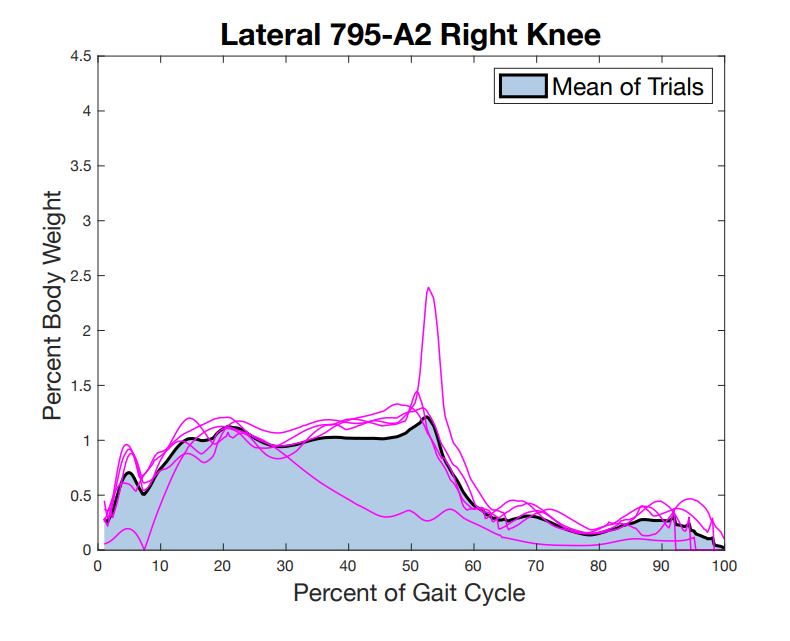 Lateral 795-A2 Right Knee
4.5
Mean of Trials
4
3.5
3
2.5
2
1.5
1
0.5
0
Percent Body Weight
0 10 20 30 40 50 60 70 80 90 100
Percent of Gait Cycle